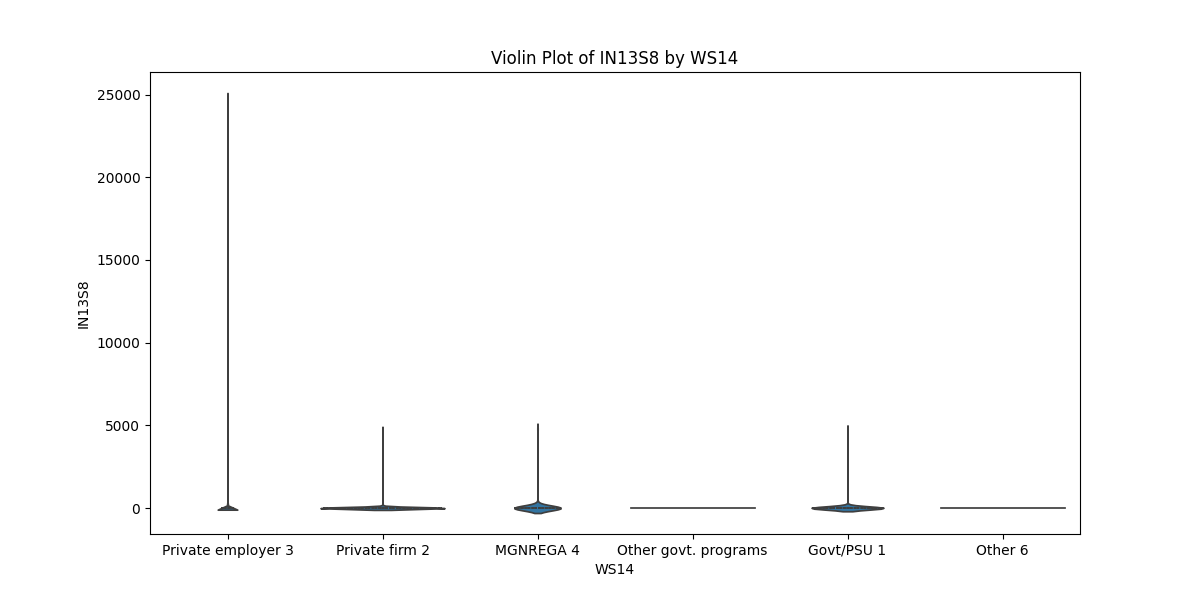 Violin Plot of IN13S8 by WS14
25000
20000
15000
10000
5000
0
IN13S8
Private employer 3
Private firm 2
MGNREGA 4
Other govt. programs
Govt/PSU 1
Other 6
WS14